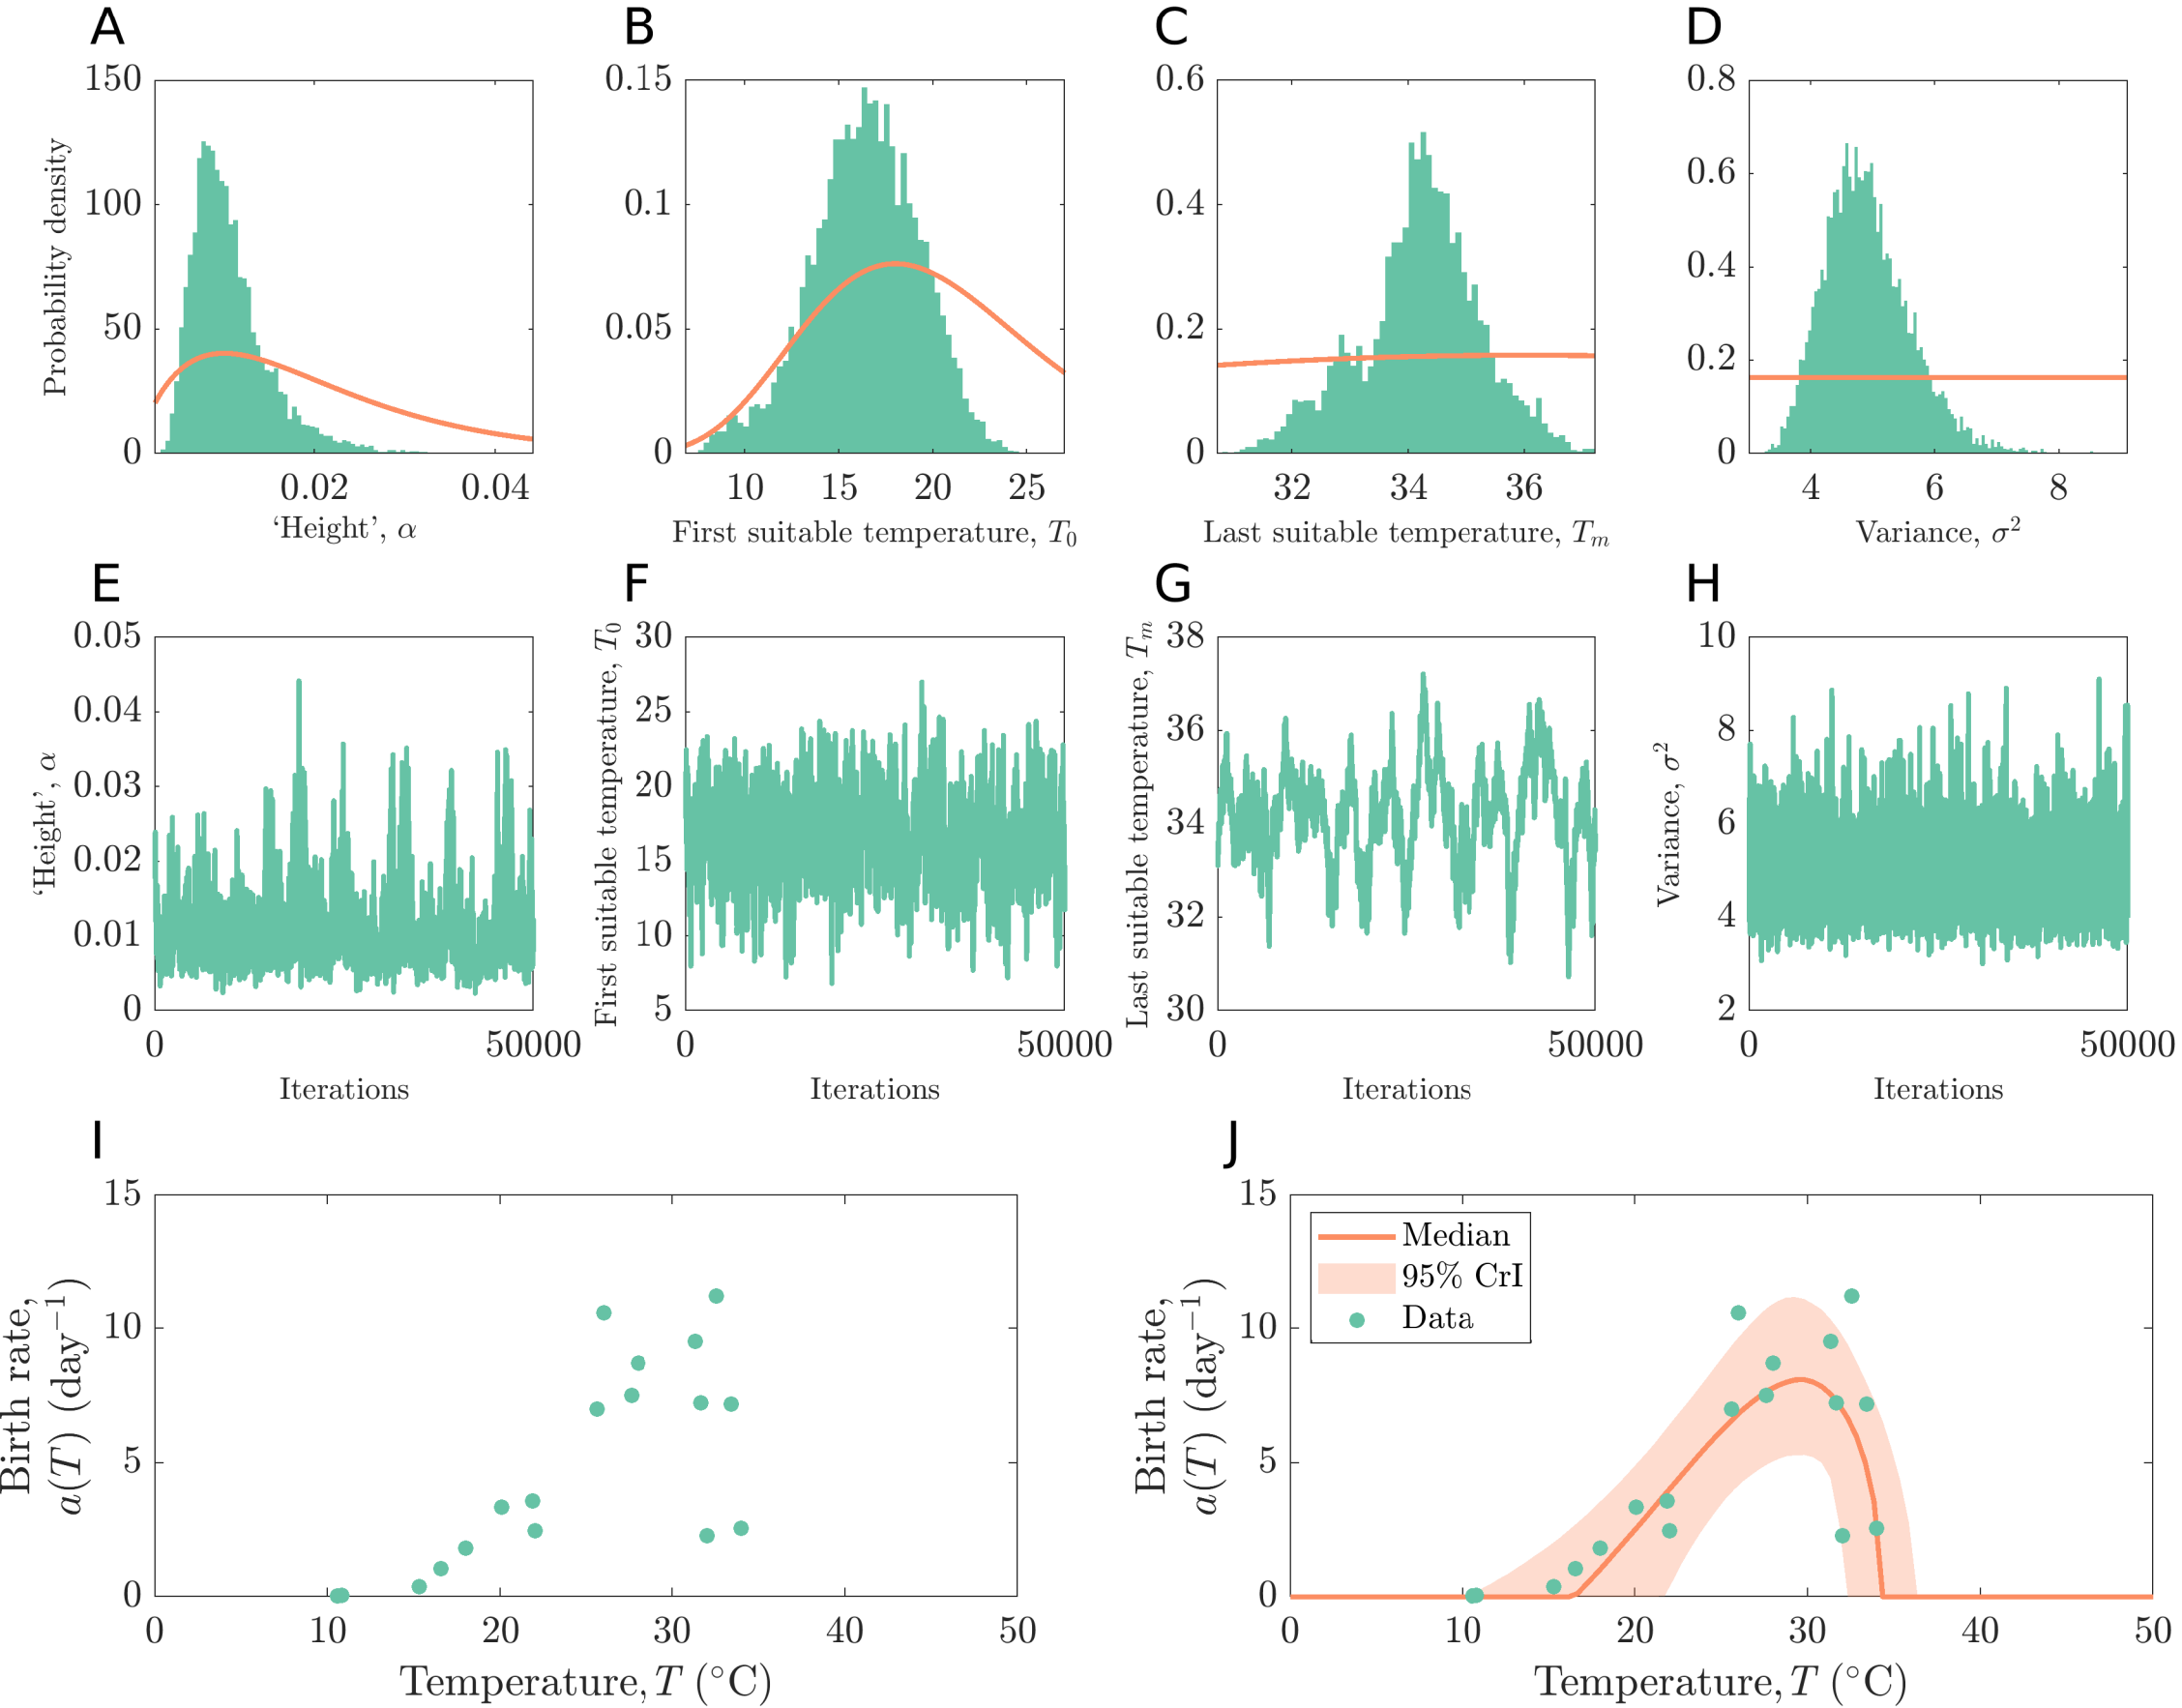 A
B
C
D
Probability density
150
100
50
0
0.02
0.04
‘Height’, α
0.15
0.1
0.05
0
10
15
20
25
First suitable temperature, T₀
0.6
0.4
0.2
0
32
34
36
Last suitable temperature, Tₘ
0.8
0.6
0.4
0.2
0
4
6
8
Variance, σ²
E
F
G
H
‘Height’, α
0.05
0.04
0.03
0.02
0.01
0
0
50000
Iterations
First suitable temperature, T₀
30
25
20
15
10
5
0
50000
Iterations
Last suitable temperature, Tₘ
38
36
34
32
30
0
50000
Iterations
Variance, σ²
10
8
6
4
2
0
50000
Iterations
I
Birth rate,
a(T) (day⁻¹)
15
10
5
0
0
10
20
30
40
50
Temperature, T (°C)
J
Birth rate,
a(T) (day⁻¹)
15
10
5
0
Median
95% CrI
Data
0
10
20
30
40
50
Temperature, T (°C)